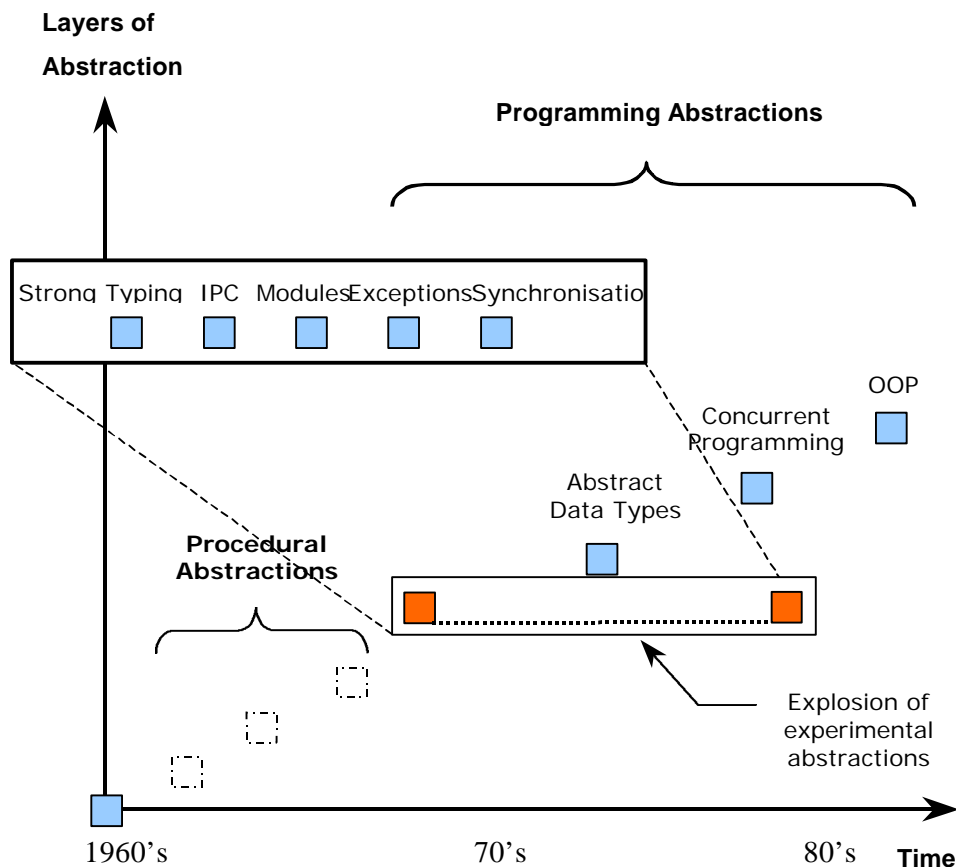 Layers of
Abstraction
Programming Abstractions
Strong Typing IPC Modules Exceptions Synchronisatio
OOP
Concurrent
Programming
Abstract
Data Types
Procedural
Abstractions
Explosion of
experimental
abstractions
1960's 70's 80's Time